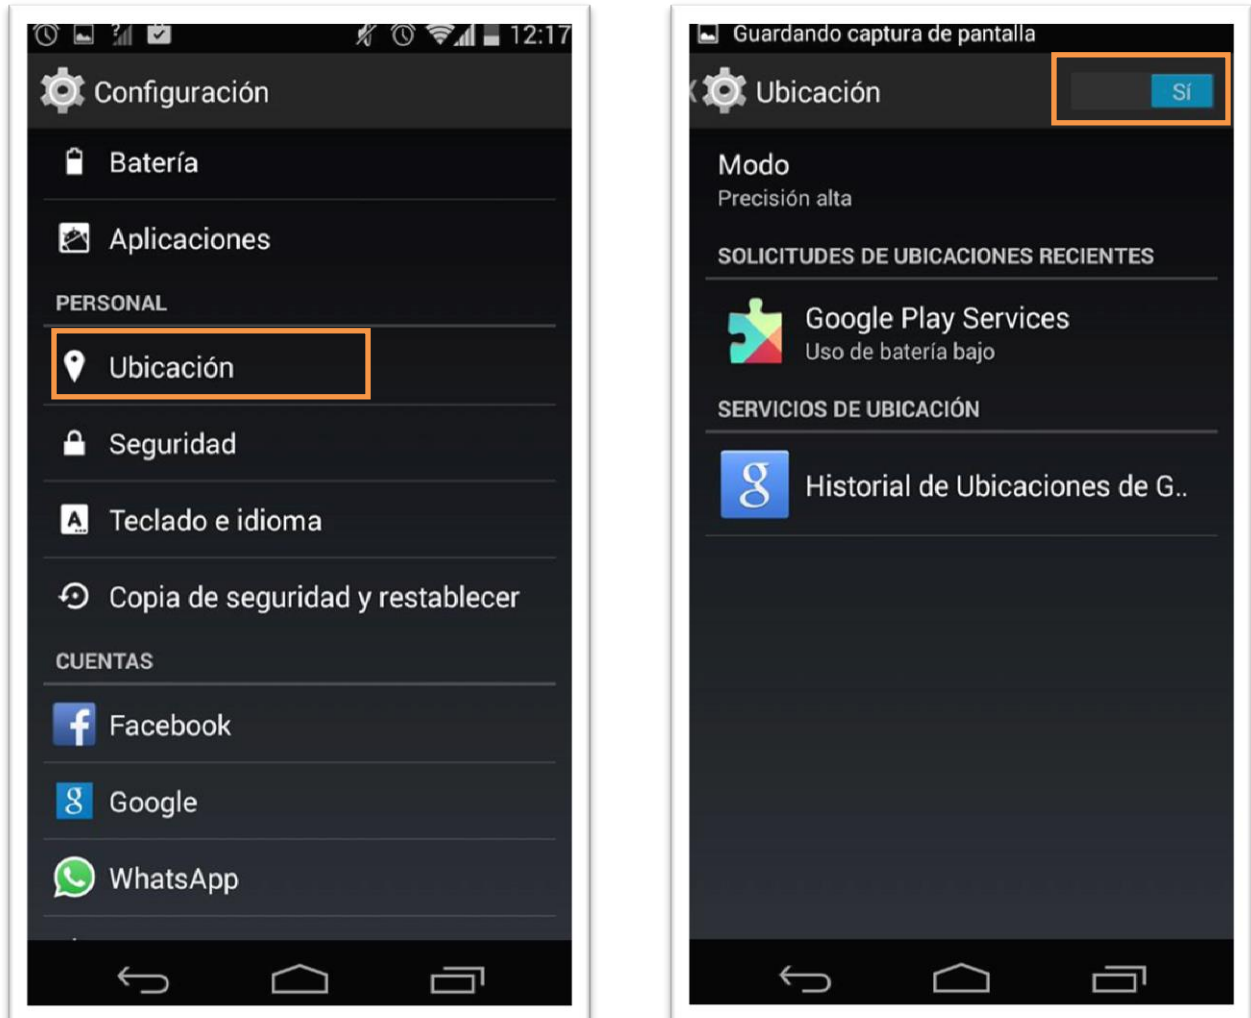 12:17
Configuración
Batería
Aplicaciones
PERSONAL
Ubicación
Seguridad
Teclado e idioma
Copia de seguridad y restablecer
CUENTAS
Facebook
Google
WhatsApp
Guardando captura de pantalla
Ubicación
Sí
Modo
Precisión alta
SOLICITUDES DE UBICACIONES RECIENTES
Google Play Services
Uso de batería bajo
SERVICIOS DE UBICACIÓN
Historial de Ubicaciones de G..